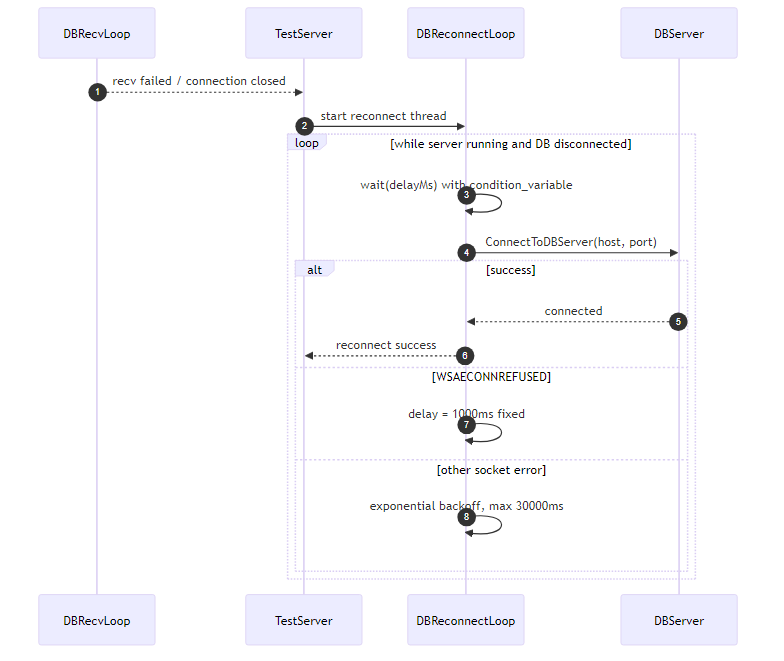 DBRecvLoop
TestServer
DBReconnectLoop
DBServer
1
recv failed / connection closed
2
start reconnect thread
loop
[while server running and DB disconnected]
wait(delayMs) with condition_variable
3
ConnectToDBServer(host, port)
4
alt
[success]
connected
5
reconnect success
6
[WSAECONNREFUSED]
delay = 1000ms fixed
7
[other socket error]
exponential backoff, max 30000ms
8
DBRecvLoop
TestServer
DBReconnectLoop
DBServer